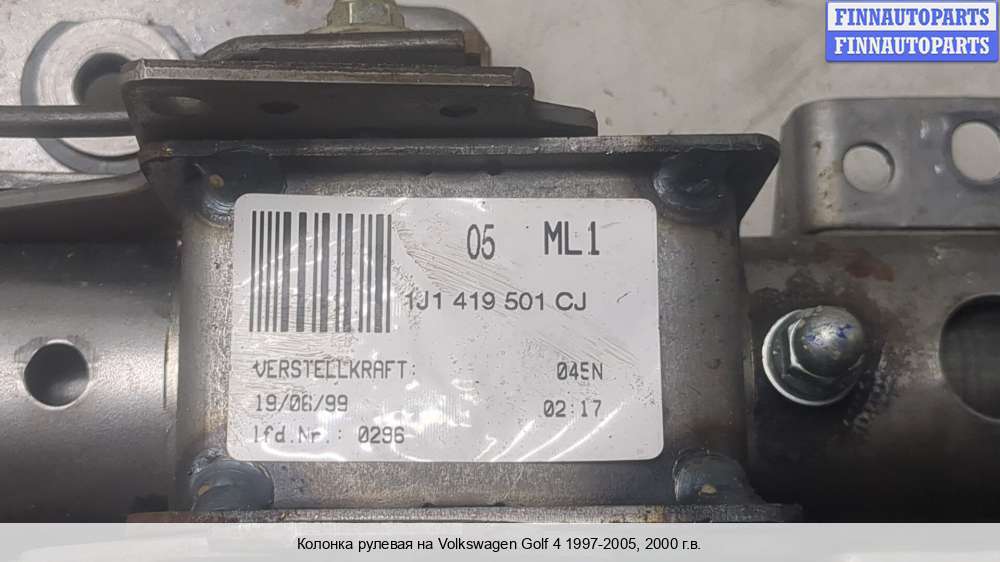 FINNAUTOPARTS
FINNAUTOPARTS
05 ML1
1J1 419 501 CJ
VERSTELLKRAFT: 045N
19/06/99 02:17
lfd.Nr.: 0296
Колонка рулевая на Volkswagen Golf 4 1997-2005, 2000 г.в.